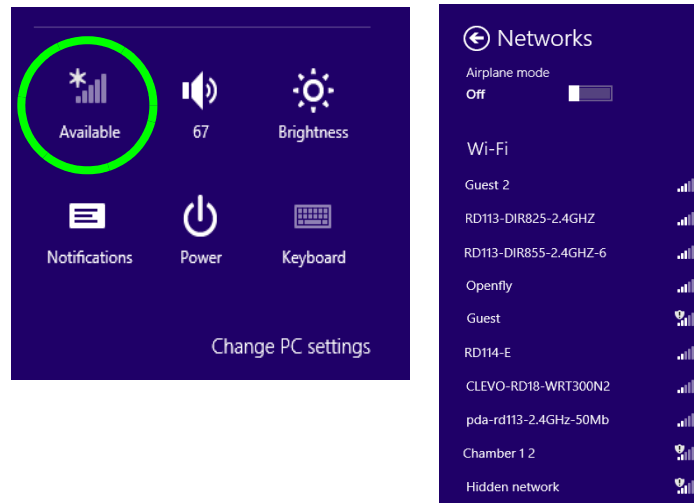 Available
67
Brightness
Notifications
Power
Keyboard
Change PC settings
Networks
Airplane mode
Off
Wi-Fi
Guest 2
RD113-DIR825-2.4GHZ
RD113-DIR855-2.4GHZ-6
Openfly
Guest
RD114-E
CLEVO-RD18-WRT300N2
pda-rd113-2.4GHz-50Mb
Chamber 1 2
Hidden network